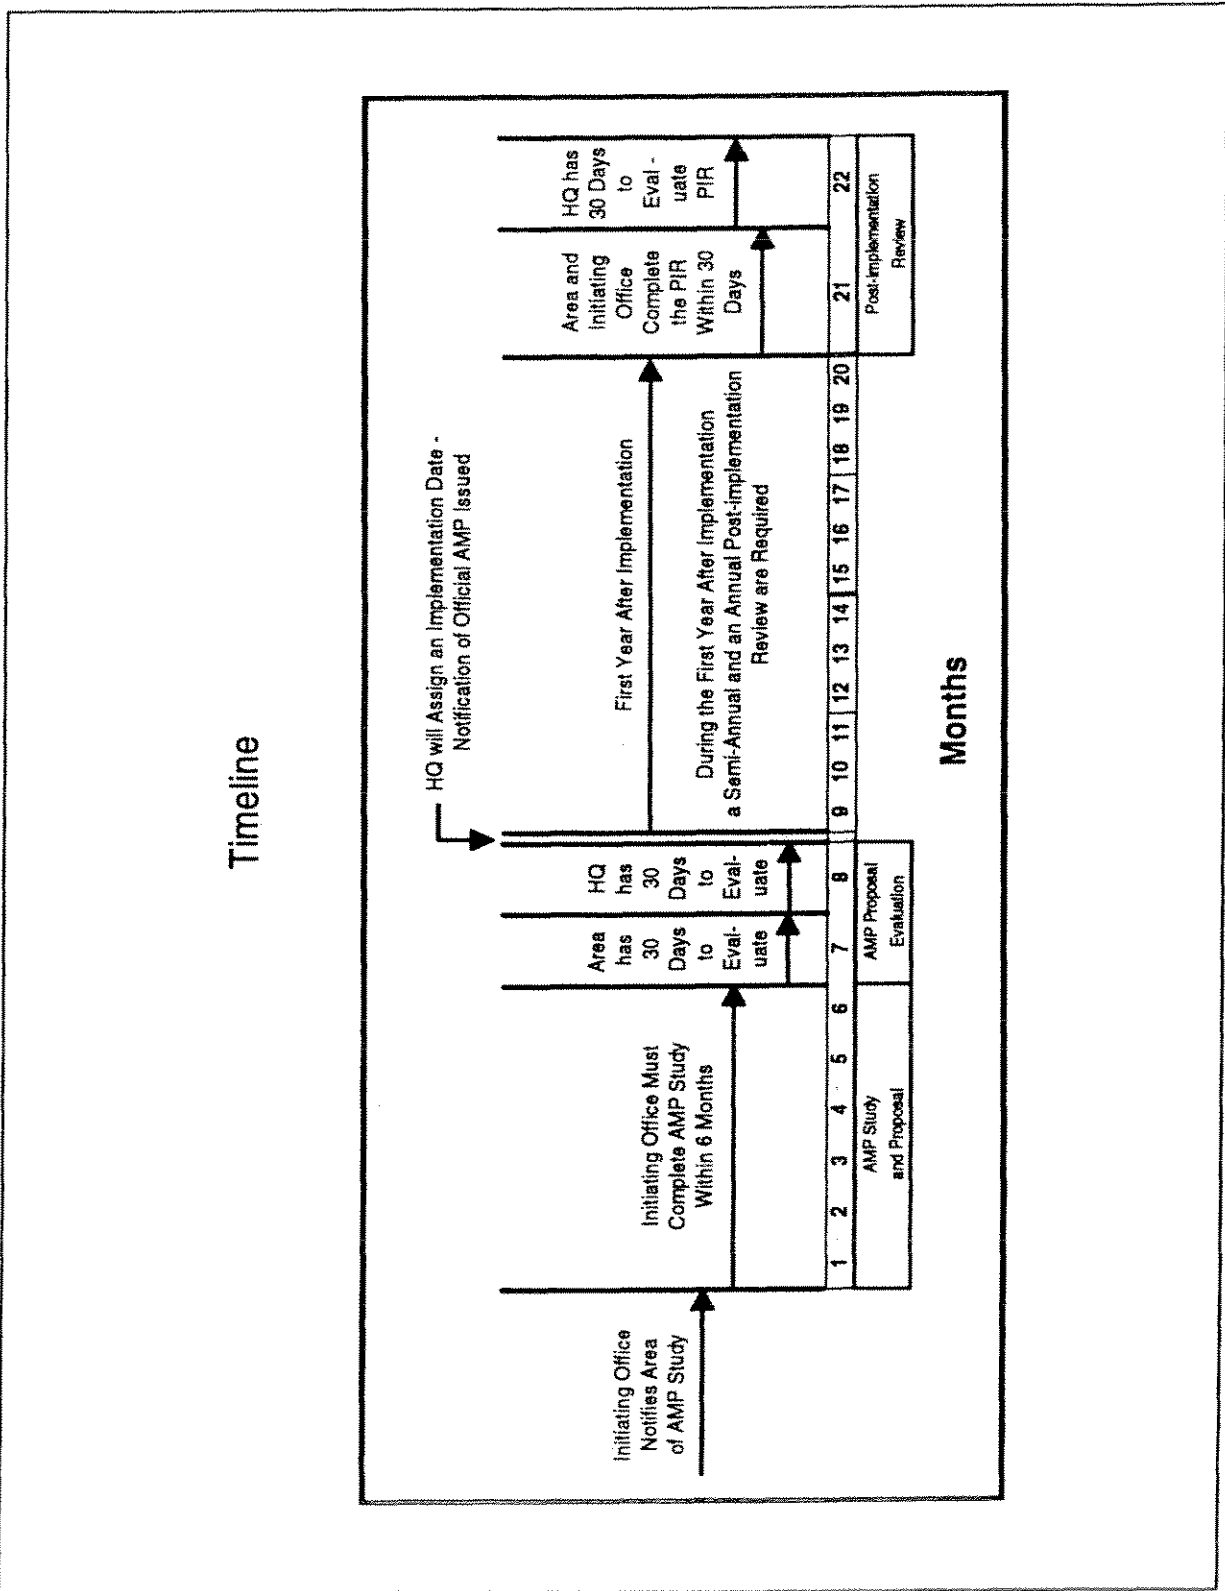 Timeline
HQ will Assign an Implementation Date -
Notification of Official AMP Issued
Initiating Office
Notifies Area
of AMP Study
Initiating Office Must
Complete AMP Study
Within 6 Months
Area
has
30
Days
to
Eval-
uate
HQ
has
30
Days
to
Eval-
uate
First Year After Implementation
During the First Year After Implementation
a Semi-Annual and an Annual Post-implementation
Review are Required
Area and
Initiating
Office
Complete
the PIR
Within 30
Days
HQ has
30 Days
to
Eval -
uate
PIR
1 2 3 4 5 6 7 8 9 10 11 12 13 14 15 16 17 18 19 20 21 22
AMP Study
and Proposal
AMP Proposal
Evaluation
Post-implementation
Review
Months